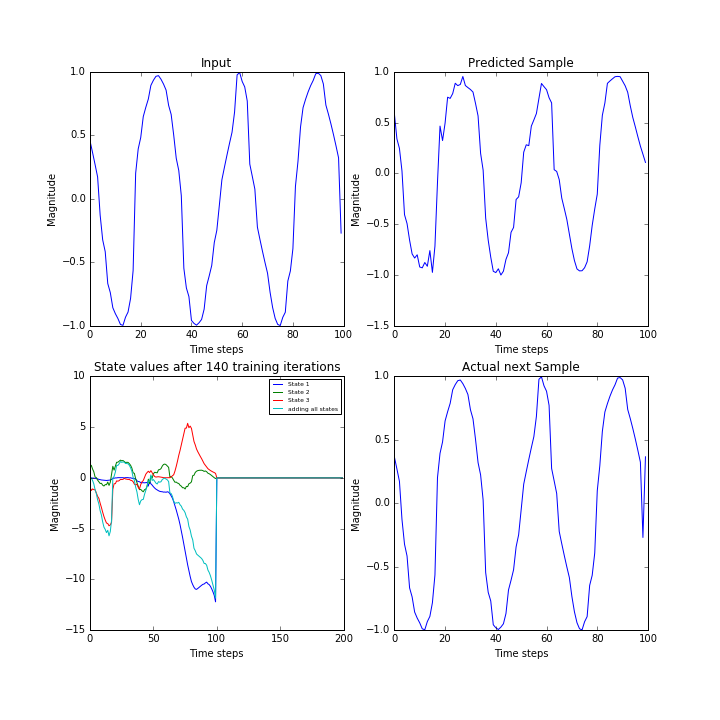 Input
1.0
0.5
0.0
−0.5
−1.0
Magnitude
0 20 40 60 80 100
Time steps
Predicted Sample
1.0
0.5
0.0
−0.5
−1.0
−1.5
Magnitude
0 20 40 60 80 100
Time steps
State values after 140 training iterations
10
5
0
−5
−10
−15
Magnitude
State 1
State 2
State 3
adding all states
0 50 100 150 200
Time steps
Actual next Sample
1.0
0.5
0.0
−0.5
−1.0
Magnitude
0 20 40 60 80 100
Time steps